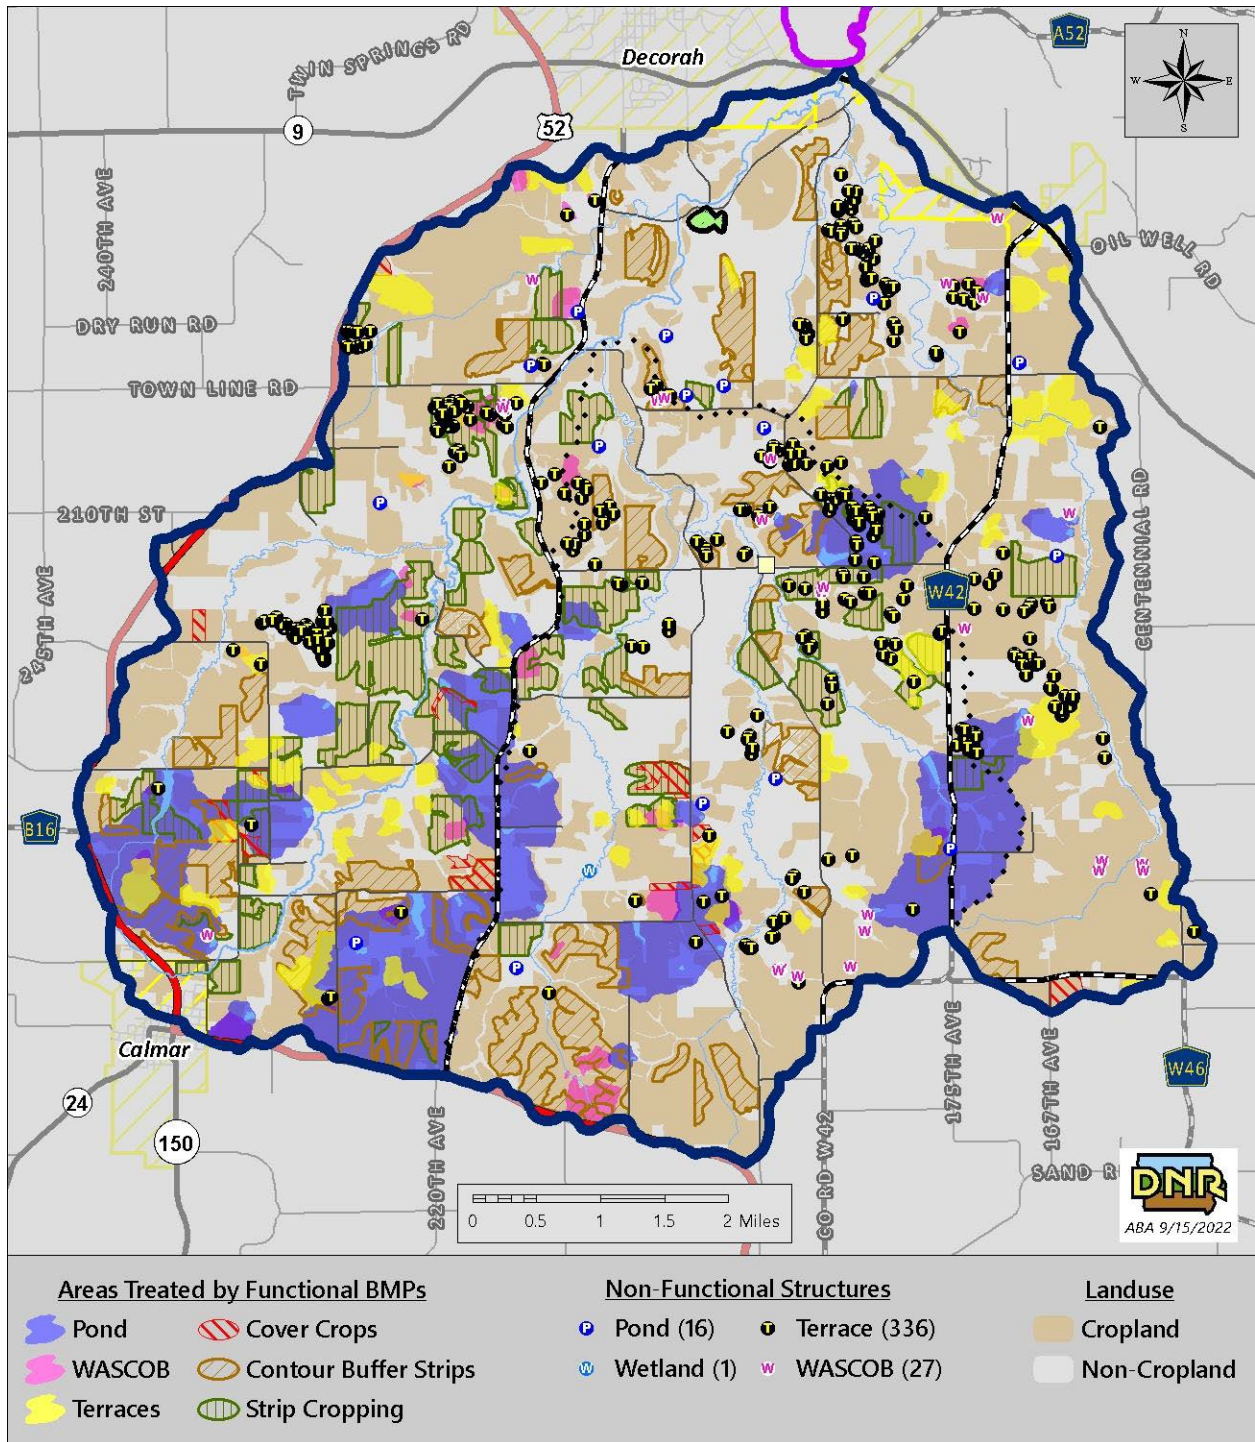 Decorah
A52
N
W
E
S
TWIN SPRINGS RD
9
52
240TH AVE
OIL WELL RD
DRY RUN RD
TOWN LINE RD
210TH ST
CENTENNIAL RD
245TH AVE
W42
B16
Calmar
24
150
220TH AVE
CO RD W42
175TH AVE
167TH AVE
W46
SAND R
DNR
ABA 9/15/2022
0 0.5 1 1.5 2 Miles
Areas Treated by Functional BMPs
Pond
Cover Crops
WASCOB
Contour Buffer Strips
Terraces
Strip Cropping
Non-Functional Structures
P Pond (16)
T Terrace (336)
W Wetland (1)
W WASCOB (27)
Landuse
Cropland
Non-Cropland